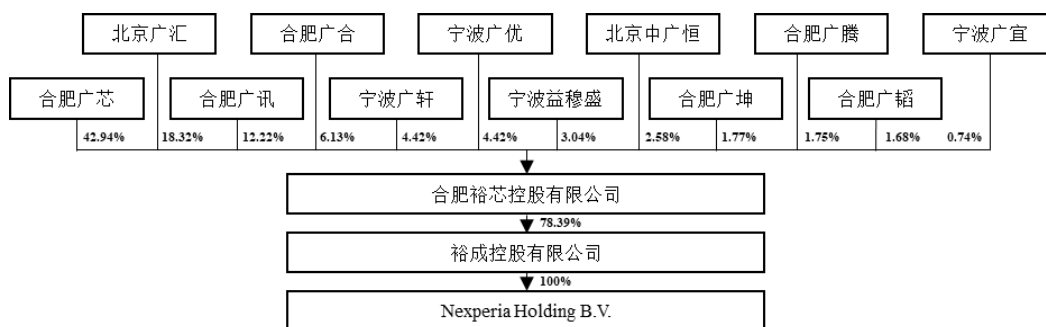 北京广汇
合肥广合
宁波广优
北京中广恒
合肥广腾
宁波广宜
合肥广芯
合肥广讯
宁波广轩
宁波益穆盛
合肥广坤
合肥广韬
42.94%
18.32%
12.22%
6.13%
4.42%
4.42%
3.04%
2.58%
1.77%
1.75%
1.68%
0.74%
合肥裕芯控股有限公司
78.39%
裕成控股有限公司
100%
Nexperia Holding B.V.